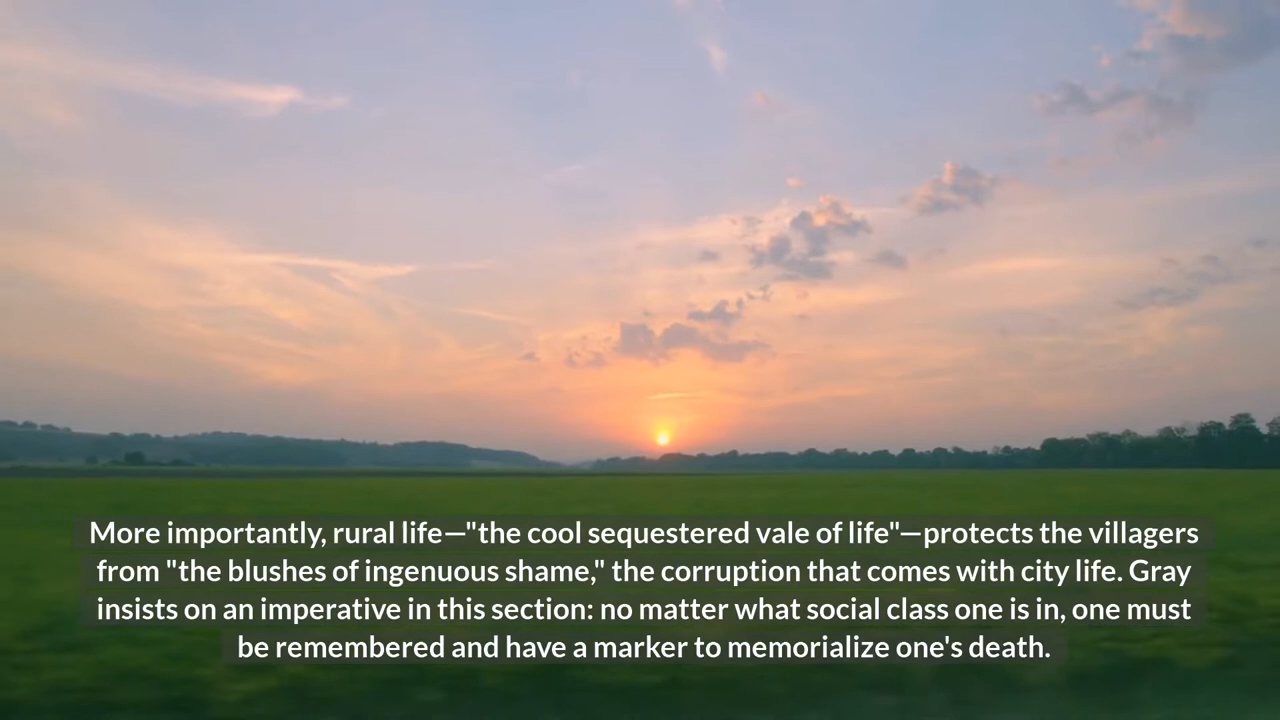 More importantly, rural life—"the cool sequestered vale of life"—protects the villagers
from "the blushes of ingenuous shame," the corruption that comes with city life. Gray
insists on an imperative in this section: no matter what social class one is in, one must
be remembered and have a marker to memorialize one's death.